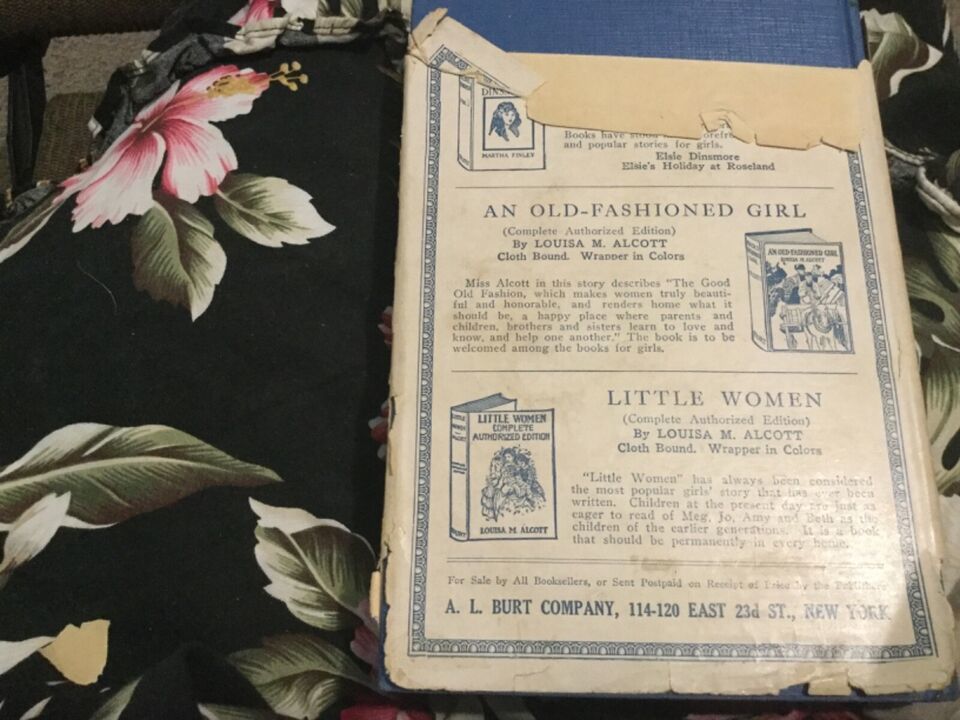 DINS
MARTHA FINLEY
Books have stood
and popular stories for girls.
Elsie Dinsmore
Elsie's Holiday at Roseland
AN OLD-FASHIONED GIRL
(Complete Authorized Edition)
By LOUISA M. ALCOTT
Cloth Bound. Wrapper in Colors
Miss Alcott in this story describes "The Good
Old Fashion, which makes women truly beauti-
ful and honorable, and renders home what it
should be, a happy place where parents and
children, brothers and sisters learn to love and
know, and help one another." The book is to be
welcomed among the books for girls.
AN OLD-FASHIONED GIRL
LOUISA M. ALCOTT
BURT
LITTLE WOMEN
(Complete Authorized Edition)
By LOUISA M. ALCOTT
Cloth Bound. Wrapper in Colors
LITTLE WOMEN
COMPLETE
AUTHORIZED EDITION
LOUISA M. ALCOTT
LITTLE
WOMEN
ALCOTT
BURT
"Little Women" has always been considered
the most popular girls' story that has ever been
written. Children at the present day are just as
eager to read of Meg, Jo, Amy and Beth as the
children of the earlier generations. It is a book
that should be permanently in every home.
For Sale by All Booksellers, or Sent Postpaid on Receipt of Price by the Publishers
A. L. BURT COMPANY, 114-120 EAST 23d ST., NEW YORK